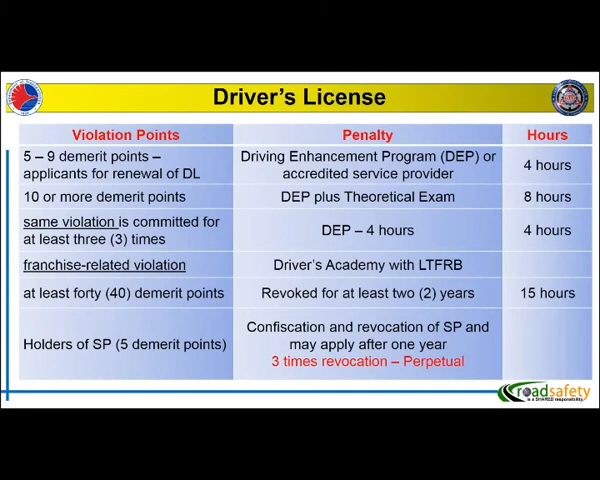 Driver's License
Violation Points Penalty Hours
5 – 9 demerit points –
applicants for renewal of DL
Driving Enhancement Program (DEP) or
accredited service provider
4 hours
10 or more demerit points
DEP plus Theoretical Exam
8 hours
same violation is committed for
at least three (3) times
DEP – 4 hours
4 hours
franchise-related violation
Driver's Academy with LTFRB
at least forty (40) demerit points
Revoked for at least two (2) years
15 hours
Holders of SP (5 demerit points)
Confiscation and revocation of SP and
may apply after one year
3 times revocation – Perpetual
roadsafety
is a SHARED responsibility.